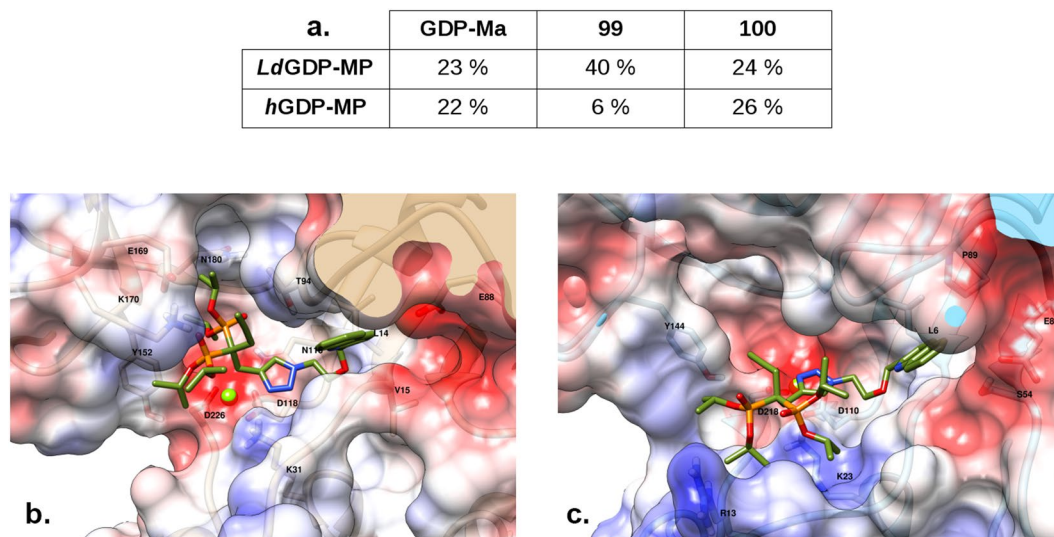 a. GDP-Ma 99 100
LdGDP-MP 23 % 40 % 24 %
hGDP-MP 22 % 6 % 26 %
E169
N180
K170
T94
E88
Y152
L14
V15
D226
D118
K31
b.
P89
Y144
L6
S54
D218
D110
K23
R13
c.